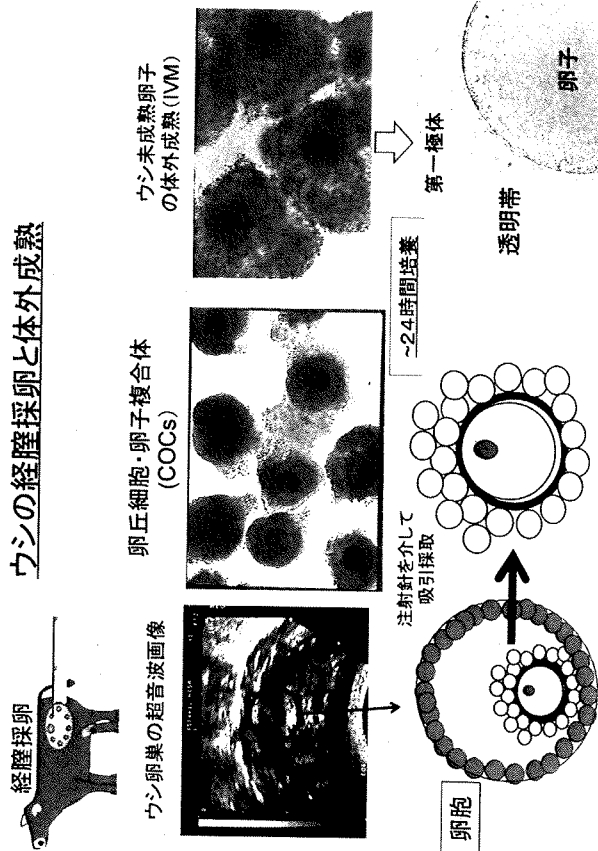 ウシの経膣採卵と体外成熟
経膣採卵
ウシ卵巣の超音波画像
卵丘細胞・卵子複合体
(COCs)
ウシ未成熟卵子
の体外成熟(IVM)
卵胞
注射針を介して
吸引採取
~24時間培養
第一極体
透明帯
卵子